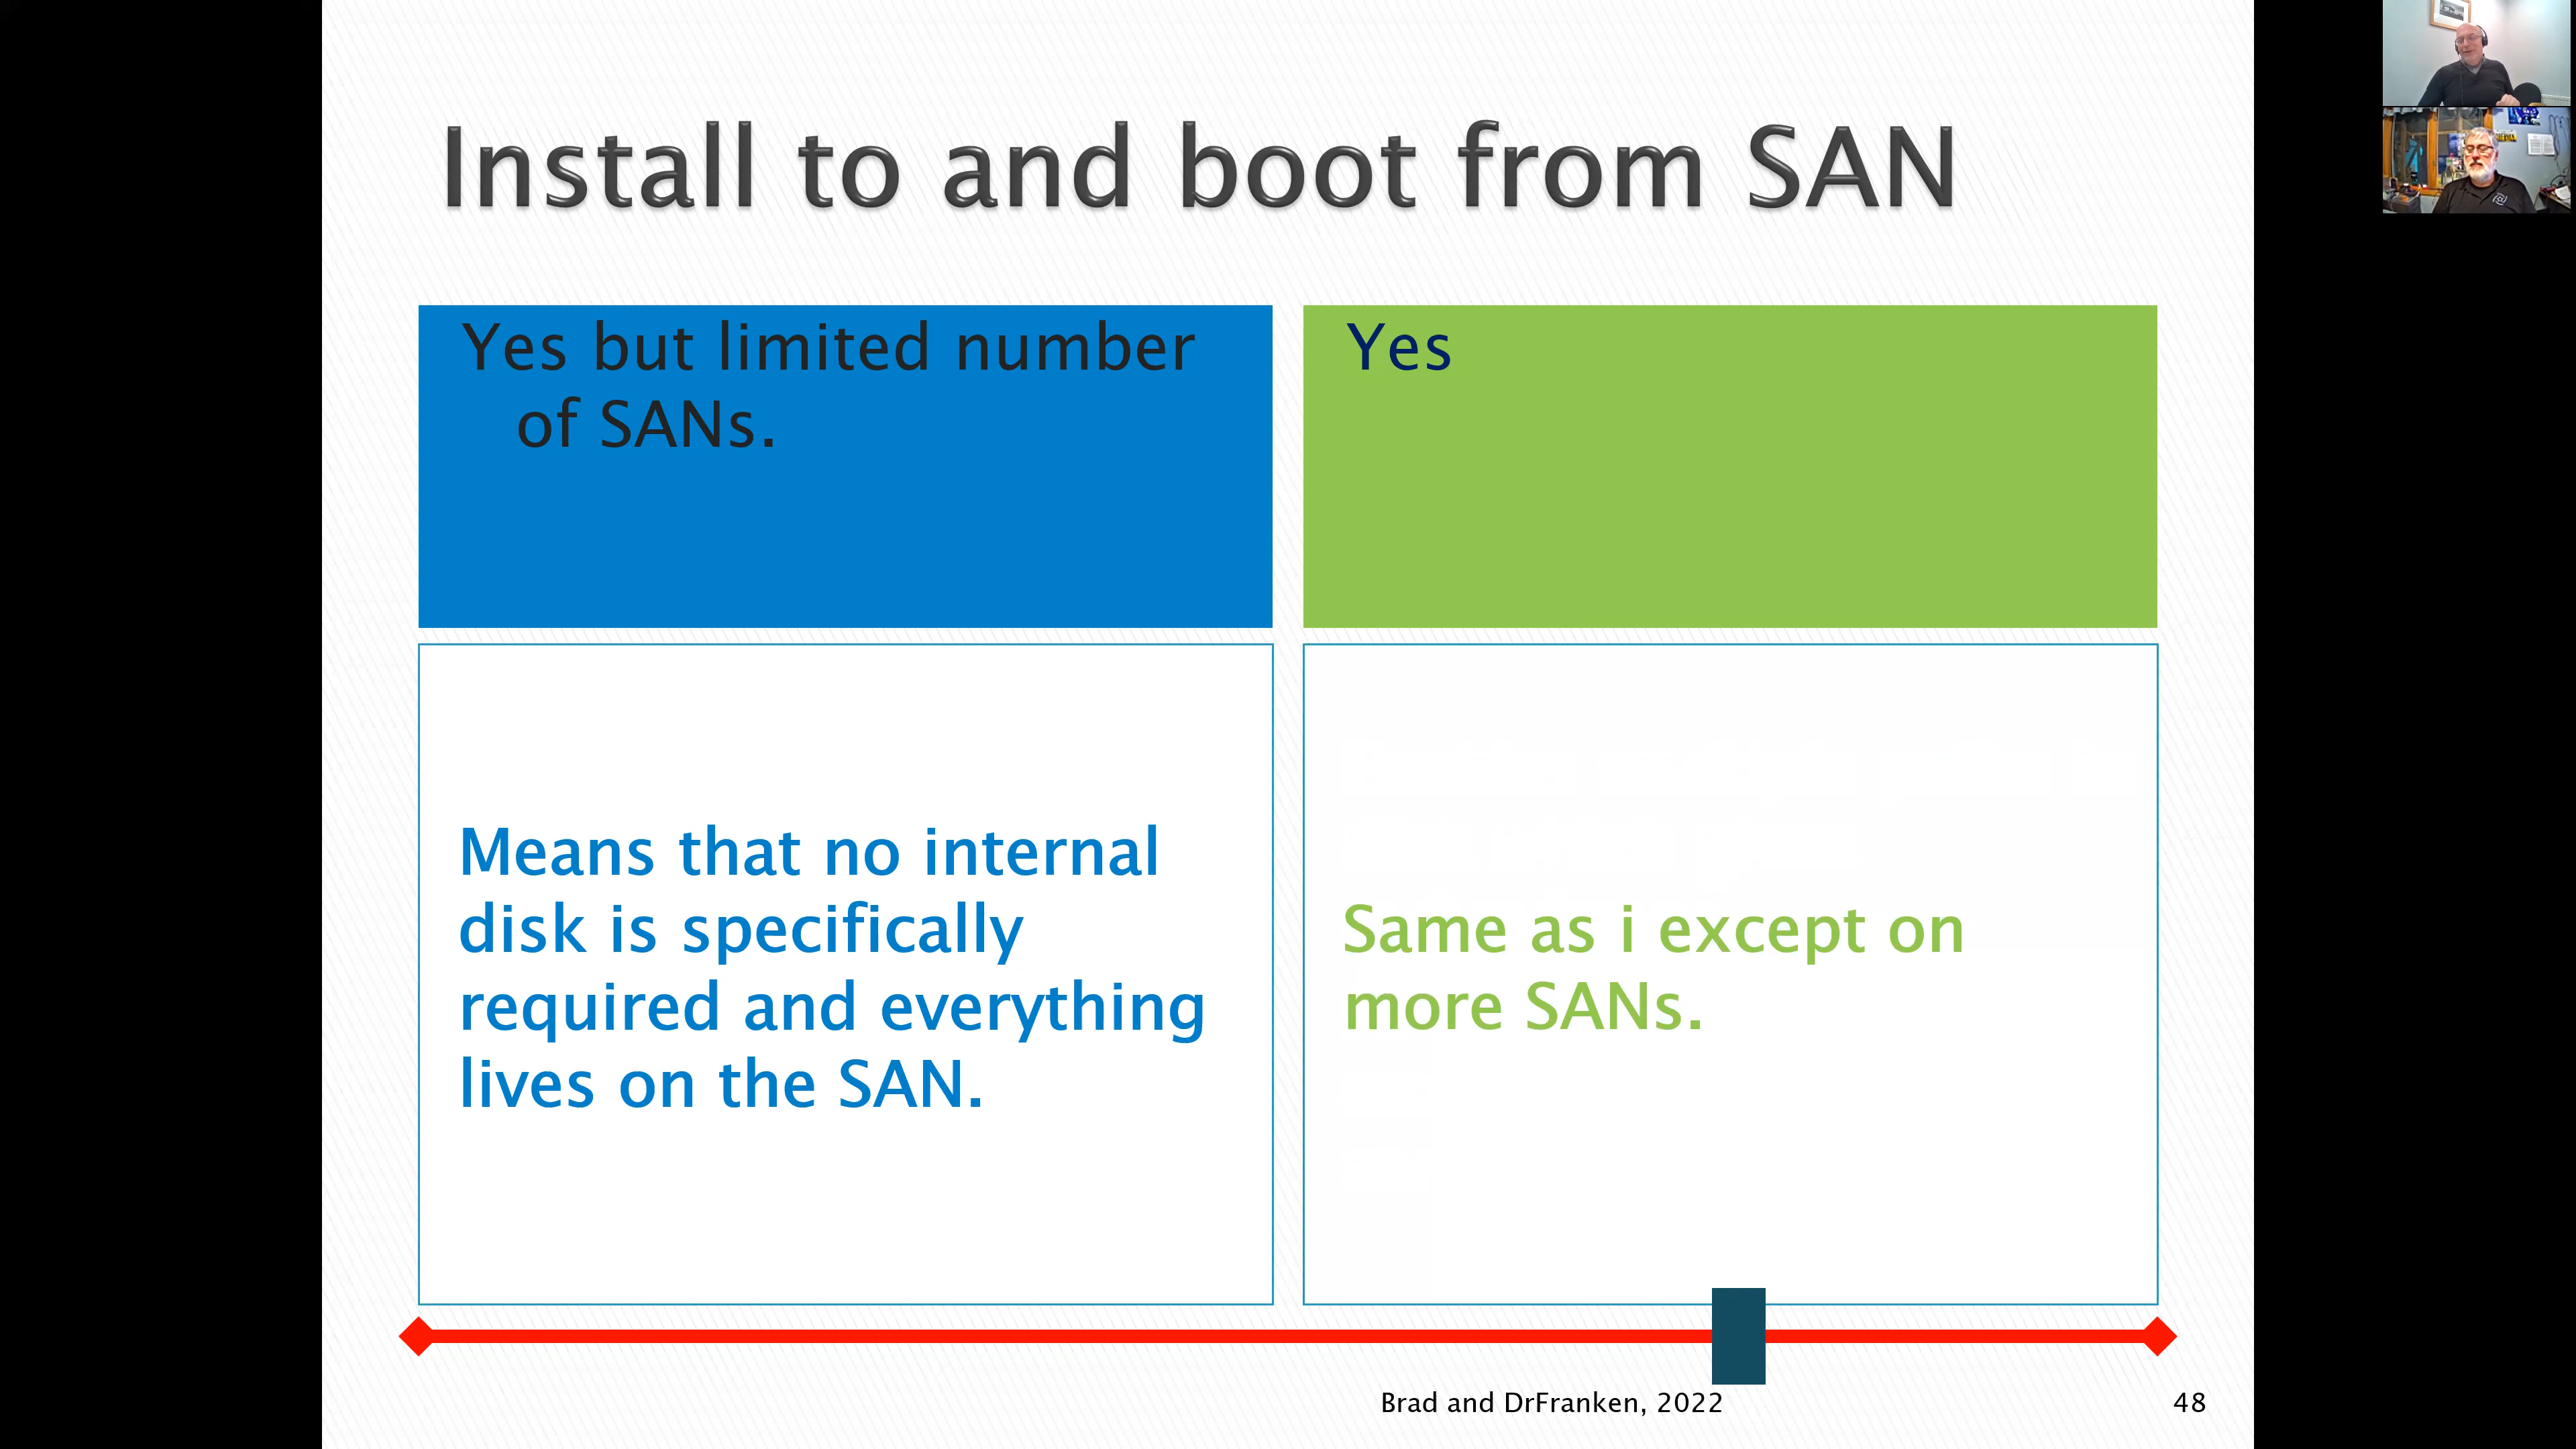 Install to and boot from SAN
Yes but limited number
of SANs.
Yes
Means that no internal
disk is specifically
required and everything
lives on the SAN.
Same as i except on
more SANs.
Brad and DrFranken, 2022
48